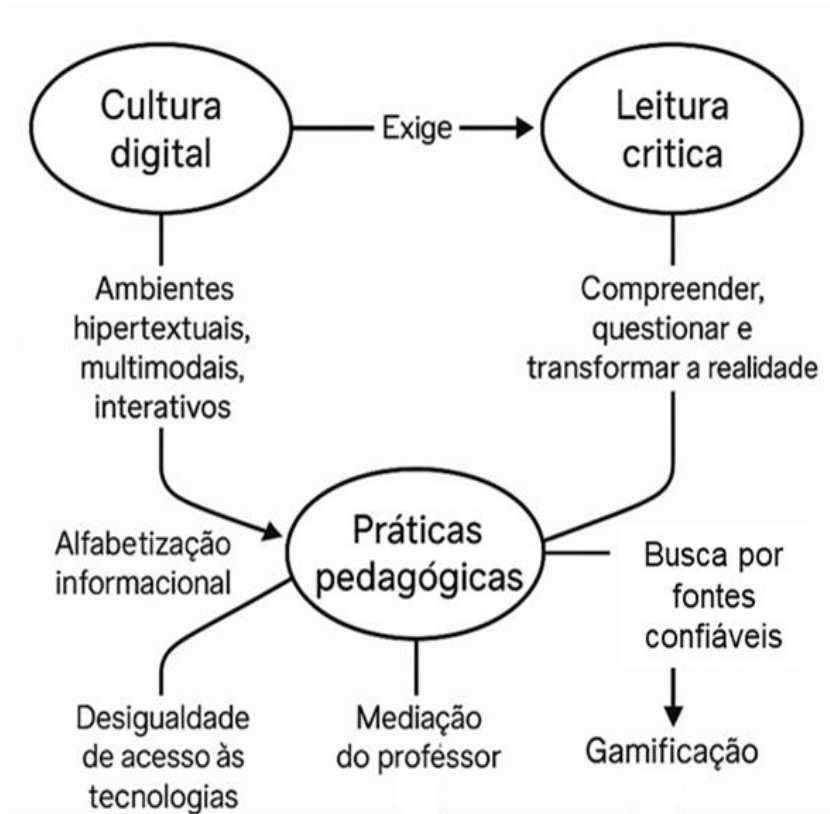 Cultura
digital
Exige
Leitura
critica
Ambientes
hipertextuais,
multimodais,
interativos
Compreender,
questionar e
transformar a realidade
Práticas
pedagógicas
Alfabetização
informacional
Busca por
fontes
confiáveis
Desigualdade
de acesso às
tecnologias
Mediação
do proféssor
Gamificação